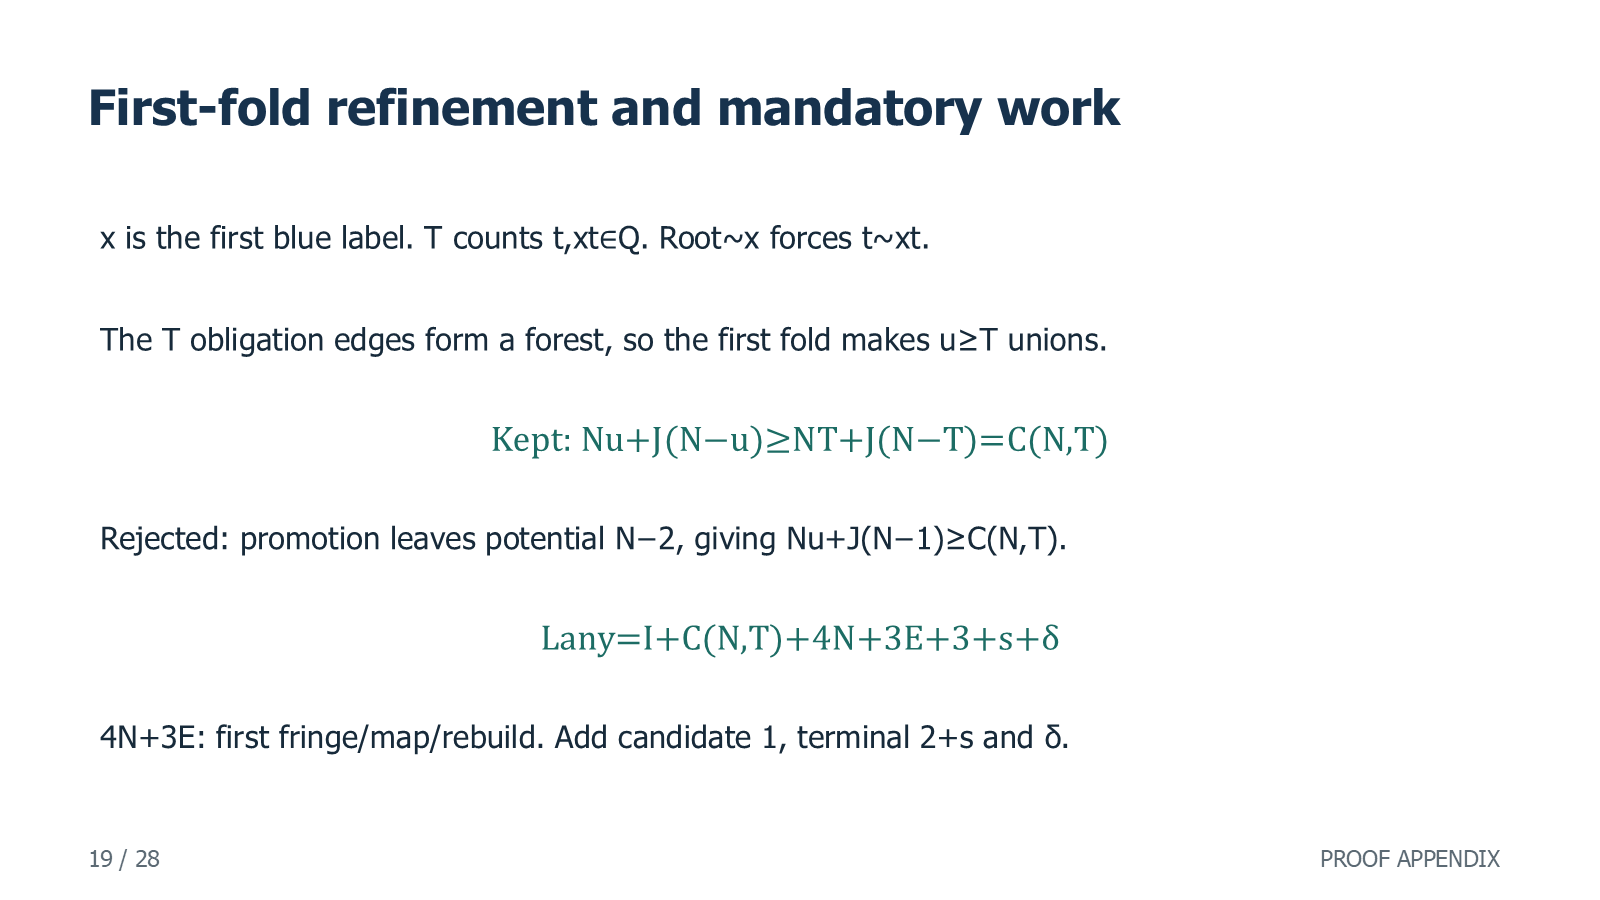 First-fold refinement and mandatory work
x is the first blue label. T counts t,xt∈Q. Root~x forces t~xt.
The T obligation edges form a forest, so the first fold makes u≥T unions.
Kept: Nu+J(N−u)≥NT+J(N−T)=C(N,T)
Rejected: promotion leaves potential N−2, giving Nu+J(N−1)≥C(N,T).
Lany=I+C(N,T)+4N+3E+3+s+δ
4N+3E: first fringe/map/rebuild. Add candidate 1, terminal 2+s and δ.
19 / 28
PROOF APPENDIX